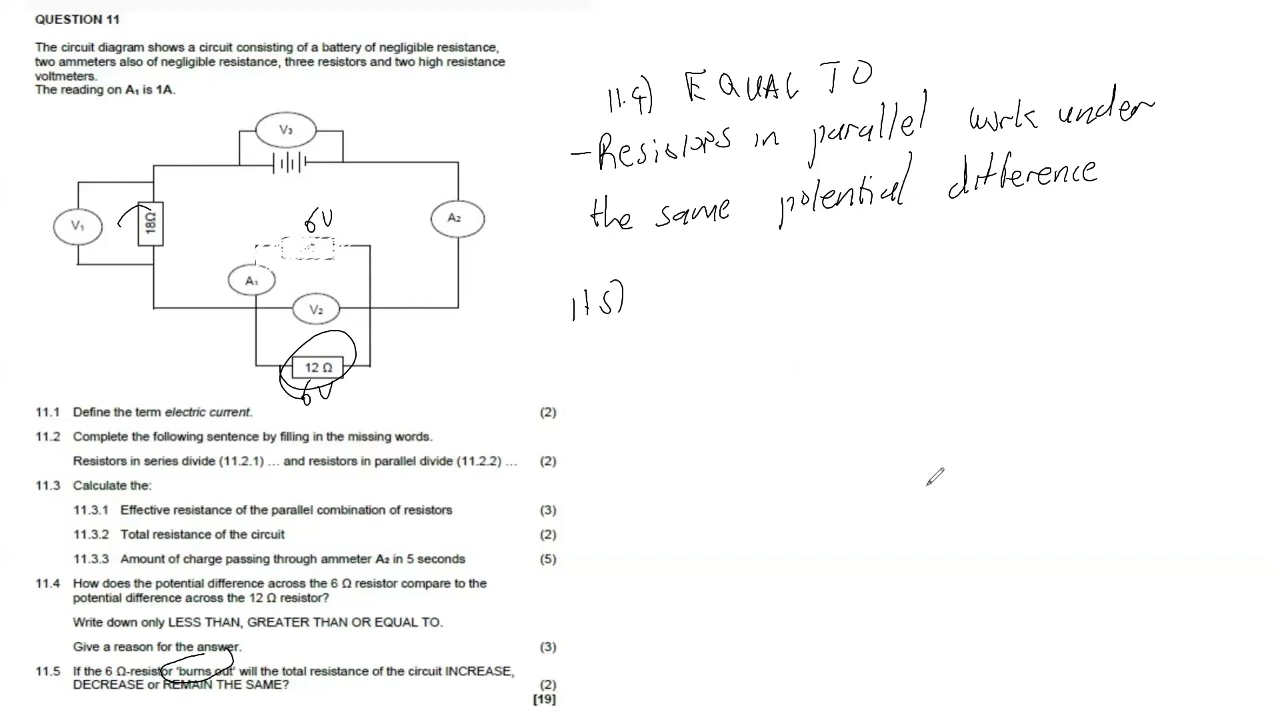 QUESTION 11
The circuit diagram shows a circuit consisting of a battery of negligible resistance,
two ammeters also of negligible resistance, three resistors and two high resistance
voltmeters.
The reading on A₁ is 1A.
V₃
V₁
18Ω
A₂
6V
A₁
V₂
12 Ω
6V
11.1 Define the term electric current. (2)
11.2 Complete the following sentence by filling in the missing words.
Resistors in series divide (11.2.1) ... and resistors in parallel divide (11.2.2) ... (2)
11.3 Calculate the:
11.3.1 Effective resistance of the parallel combination of resistors (3)
11.3.2 Total resistance of the circuit (2)
11.3.3 Amount of charge passing through ammeter A₂ in 5 seconds (5)
11.4 How does the potential difference across the 6 Ω resistor compare to the
potential difference across the 12 Ω resistor?
Write down only LESS THAN, GREATER THAN OR EQUAL TO.
Give a reason for the answer. (3)
11.5 If the 6 Ω-resistor 'burns out' will the total resistance of the circuit INCREASE,
DECREASE or REMAIN THE SAME? (2)
[19]
11.4) EQUAL TO
- Resistors in parallel work under
the same potential difference
11.5)